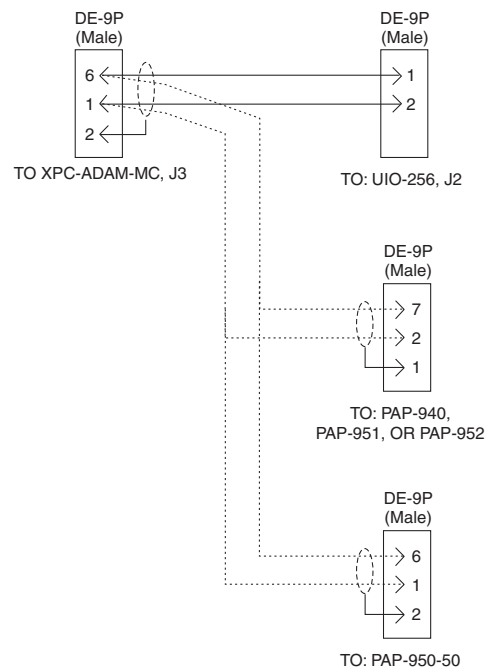 DE-9P
(Male)
6
1
2
TO XPC-ADAM-MC, J3
DE-9P
(Male)
1
2
TO: UIO-256, J2
DE-9P
(Male)
7
2
1
TO: PAP-940,
PAP-951, OR PAP-952
DE-9P
(Male)
6
1
2
TO: PAP-950-50